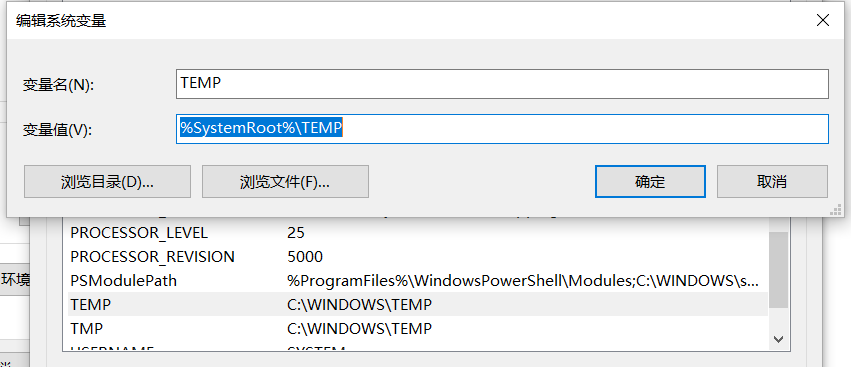 编辑系统变量
变量名(N): TEMP
变量值(V): %SystemRoot%\TEMP
浏览目录(D)... 浏览文件(F)... 确定 取消
PROCESSOR_LEVEL 25
PROCESSOR_REVISION 5000
环境
PSModulePath %ProgramFiles%\WindowsPowerShell\Modules;C:\WINDOWS\s...
TEMP C:\WINDOWS\TEMP
TMP C:\WINDOWS\TEMP
USERNAME SYSTEM